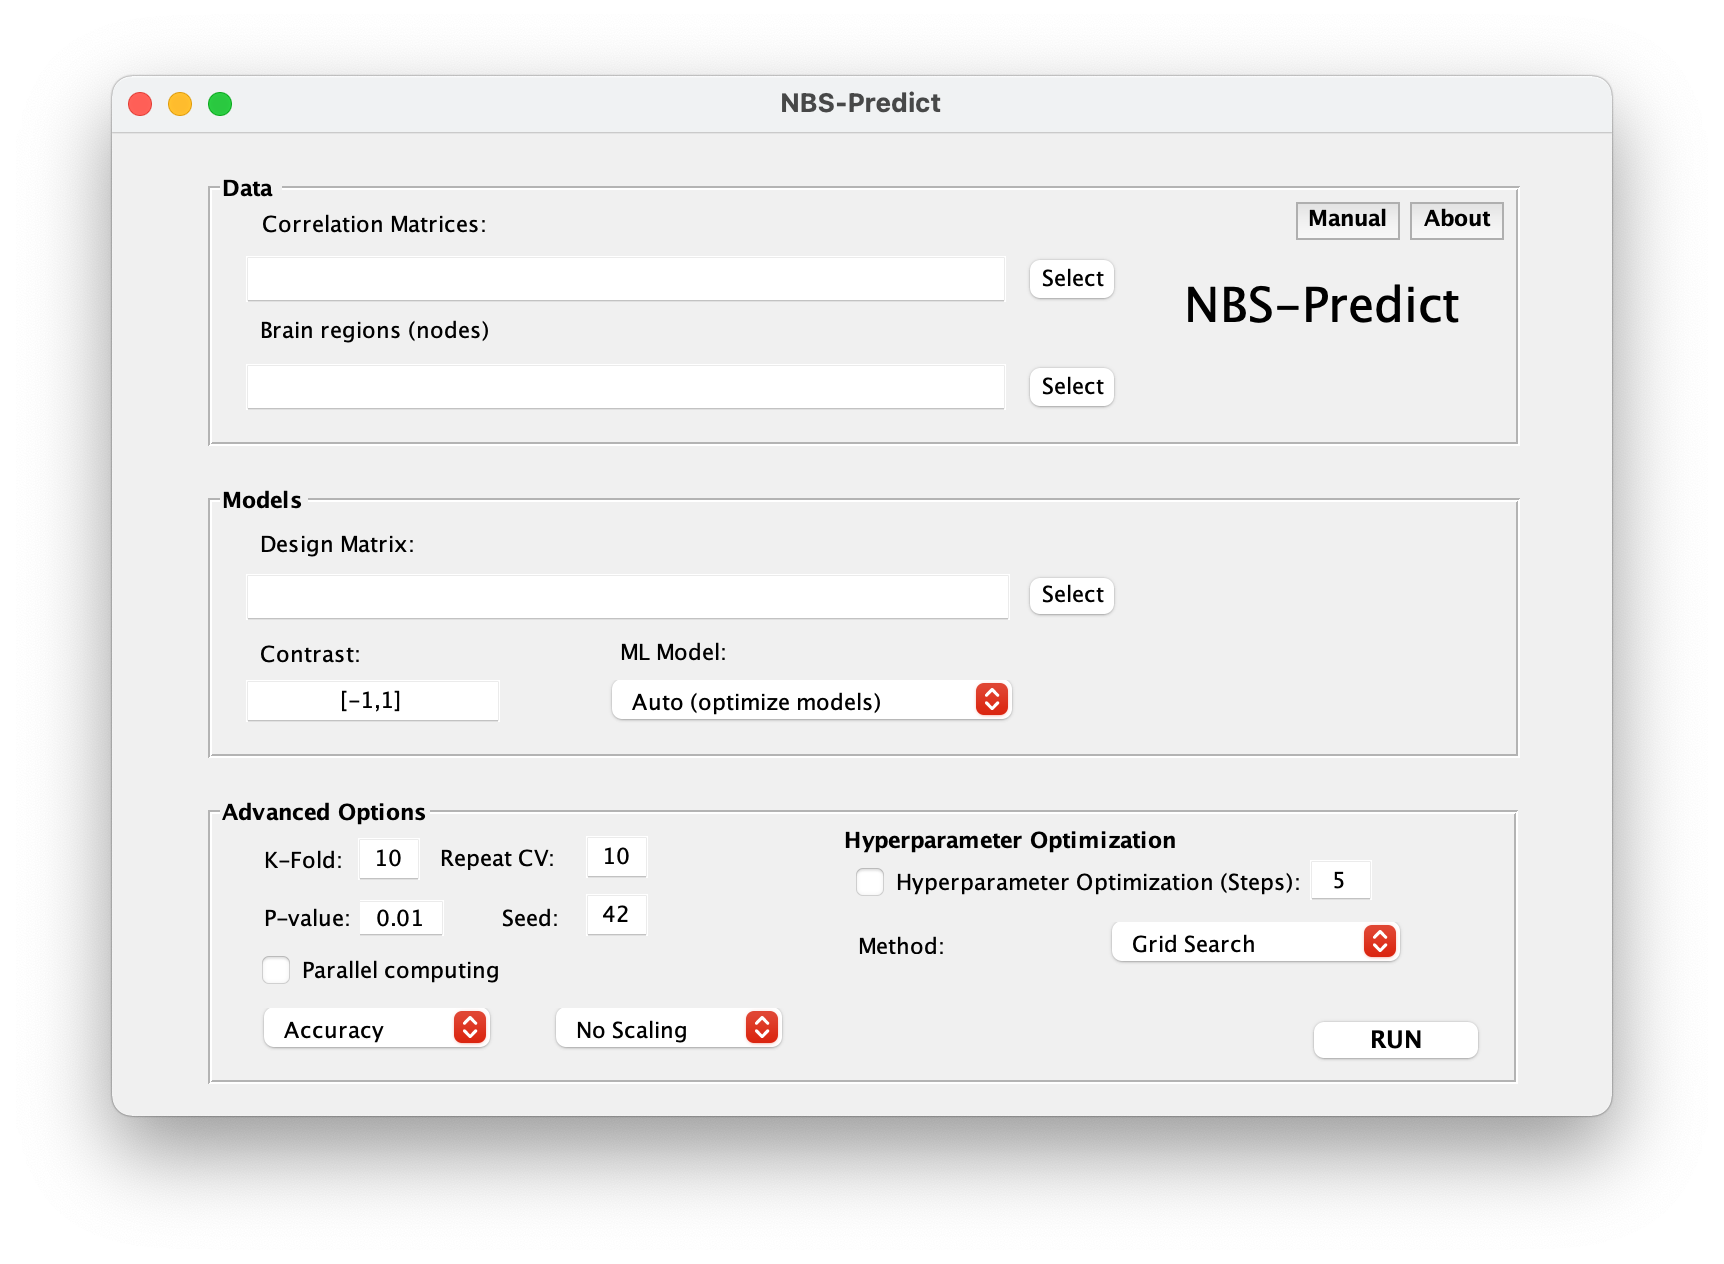 NBS-Predict
Data
Correlation Matrices:
Manual
About
Select
NBS-Predict
Brain regions (nodes)
Select
Models
Design Matrix:
Select
Contrast:
ML Model:
[-1,1]
Auto (optimize models)
Advanced Options
K-Fold: 10 Repeat CV: 10
P-value: 0.01 Seed: 42
Parallel computing
Accuracy
No Scaling
Hyperparameter Optimization
Hyperparameter Optimization (Steps): 5
Method: Grid Search
RUN